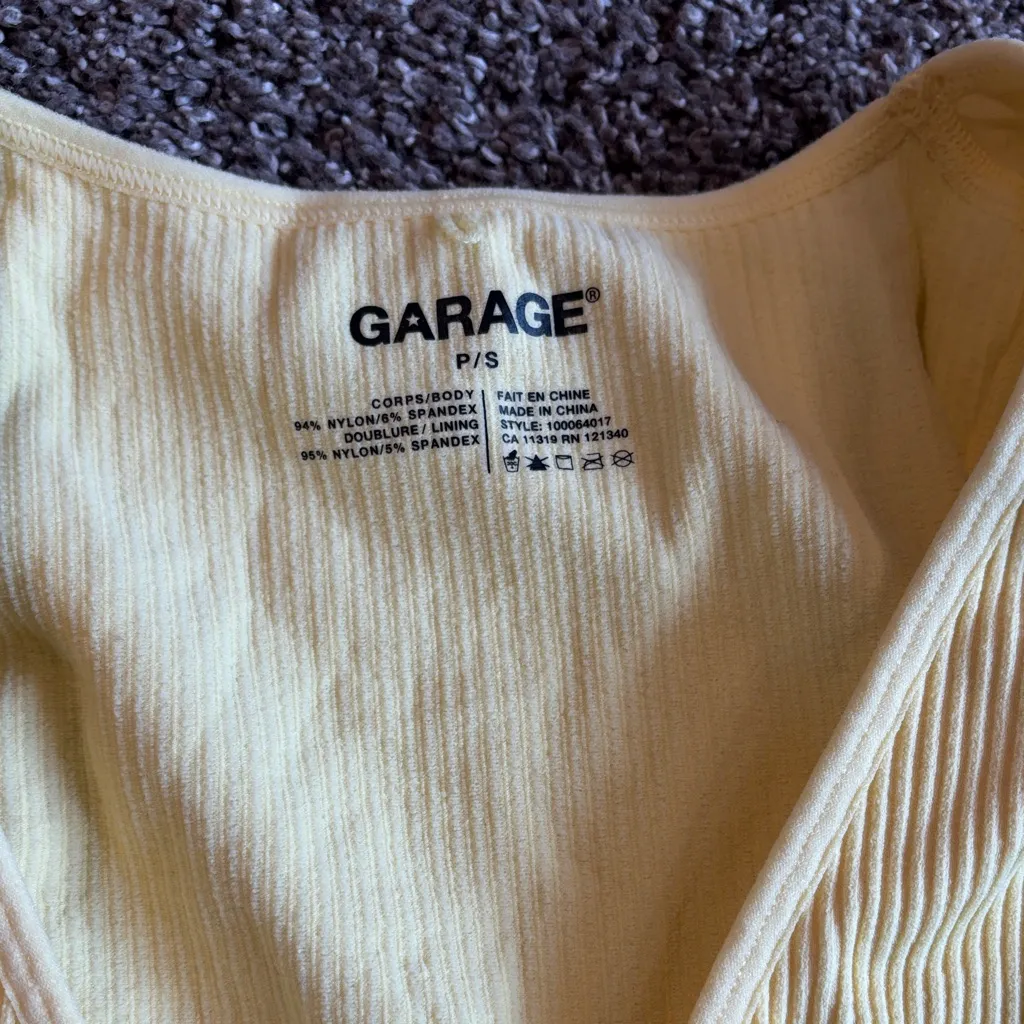 GARAGE®
P/S
CORPS/BODY
94% NYLON/6% SPANDEX
DOUBLURE / LINING
95% NYLON/5% SPANDEX
FAIT EN CHINE
MADE IN CHINA
STYLE: 100064017
CA 11319 RN 121340